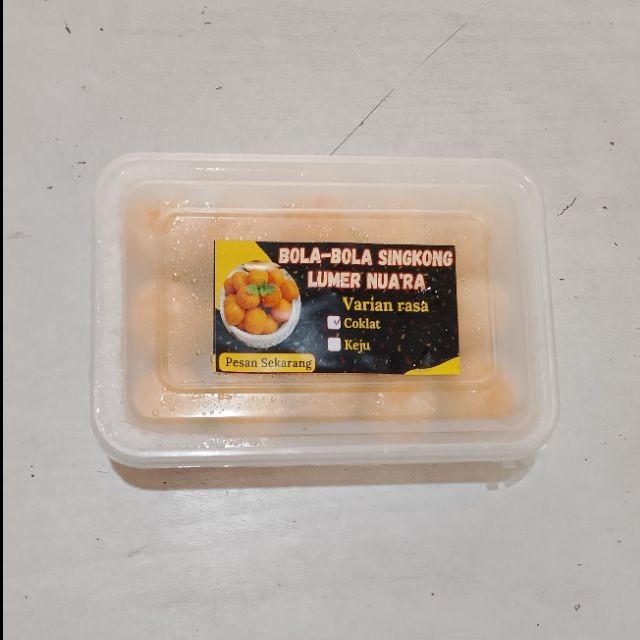 BOLA-BOLA SINGKONG
LUMER NUA'RA
Varian rasa
Coklat
Keju
Pesan Sekarang